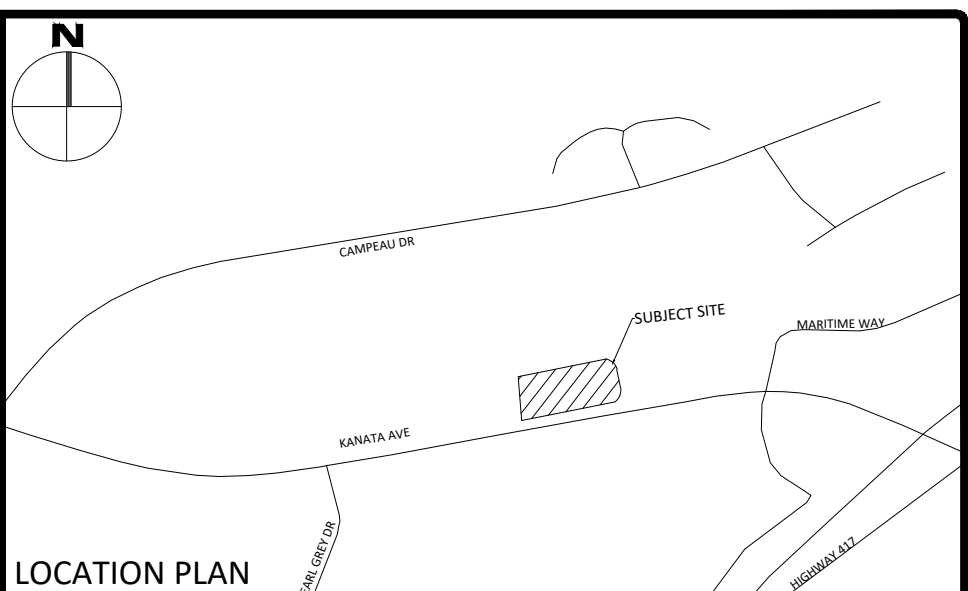 N
CAMPEAU DR
SUBJECT SITE
MARITIME WAY
KANATA AVE
EARL GREY DR
HIGHWAY 417
LOCATION PLAN